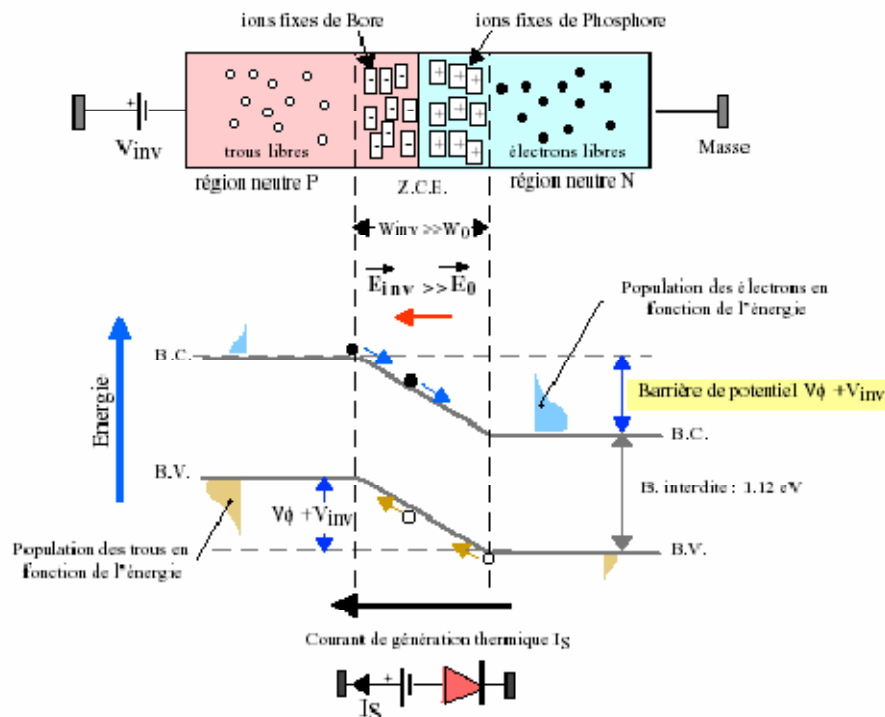 ions fixes de Bore
ions fixes de Phosphore
+
Vinv
trous libres
électrons libres
Masse
région neutre P
Z.C.E.
région neutre N
Winv >>W0
Einv >> E0
Population des électrons en
fonction de l'énergie
Energie
B.C.
Barrière de potentiel Vϕ +Vinv
B.C.
B.V.
Vϕ +Vinv
B. interdite : 1.12 eV
Population des trous en
fonction de l'énergie
B.V.
Courant de génération thermique IS
+
IS